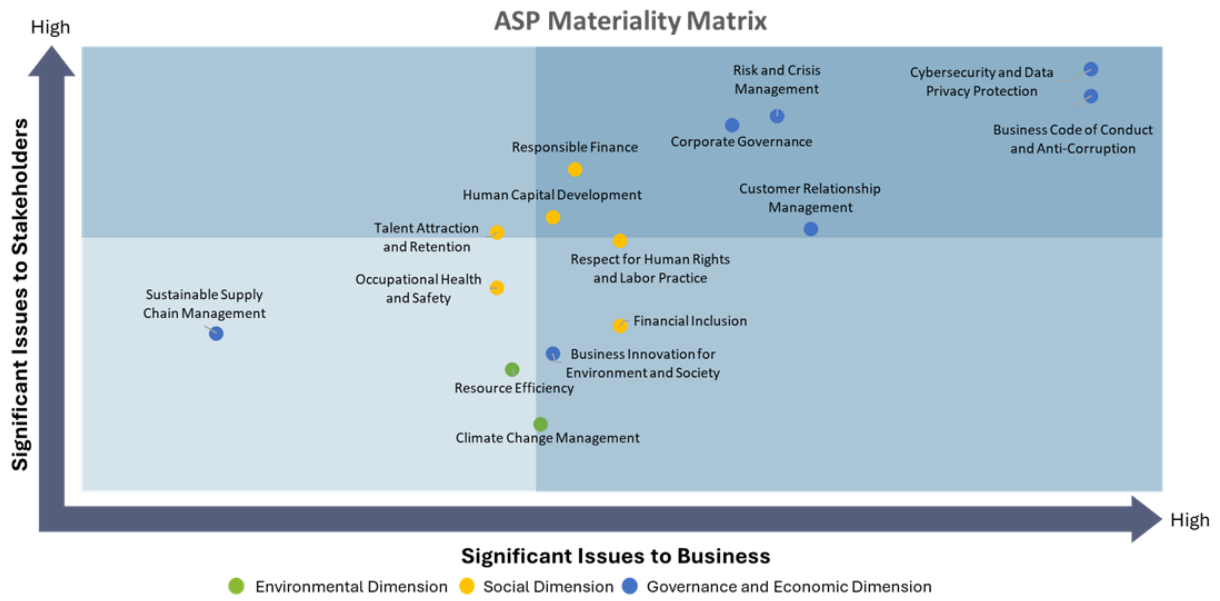 ASP Materiality Matrix
High
Significant Issues to Stakeholders
Risk and Crisis
Management
Cybersecurity and Data
Privacy Protection
Corporate Governance
Business Code of Conduct
and Anti-Corruption
Responsible Finance
Human Capital Development
Customer Relationship
Management
Talent Attraction
and Retention
Respect for Human Rights
and Labor Practice
Occupational Health
and Safety
Sustainable Supply
Chain Management
Financial Inclusion
Business Innovation for
Environment and Society
Resource Efficiency
Climate Change Management
High
Significant Issues to Business
Environmental Dimension
Social Dimension
Governance and Economic Dimension